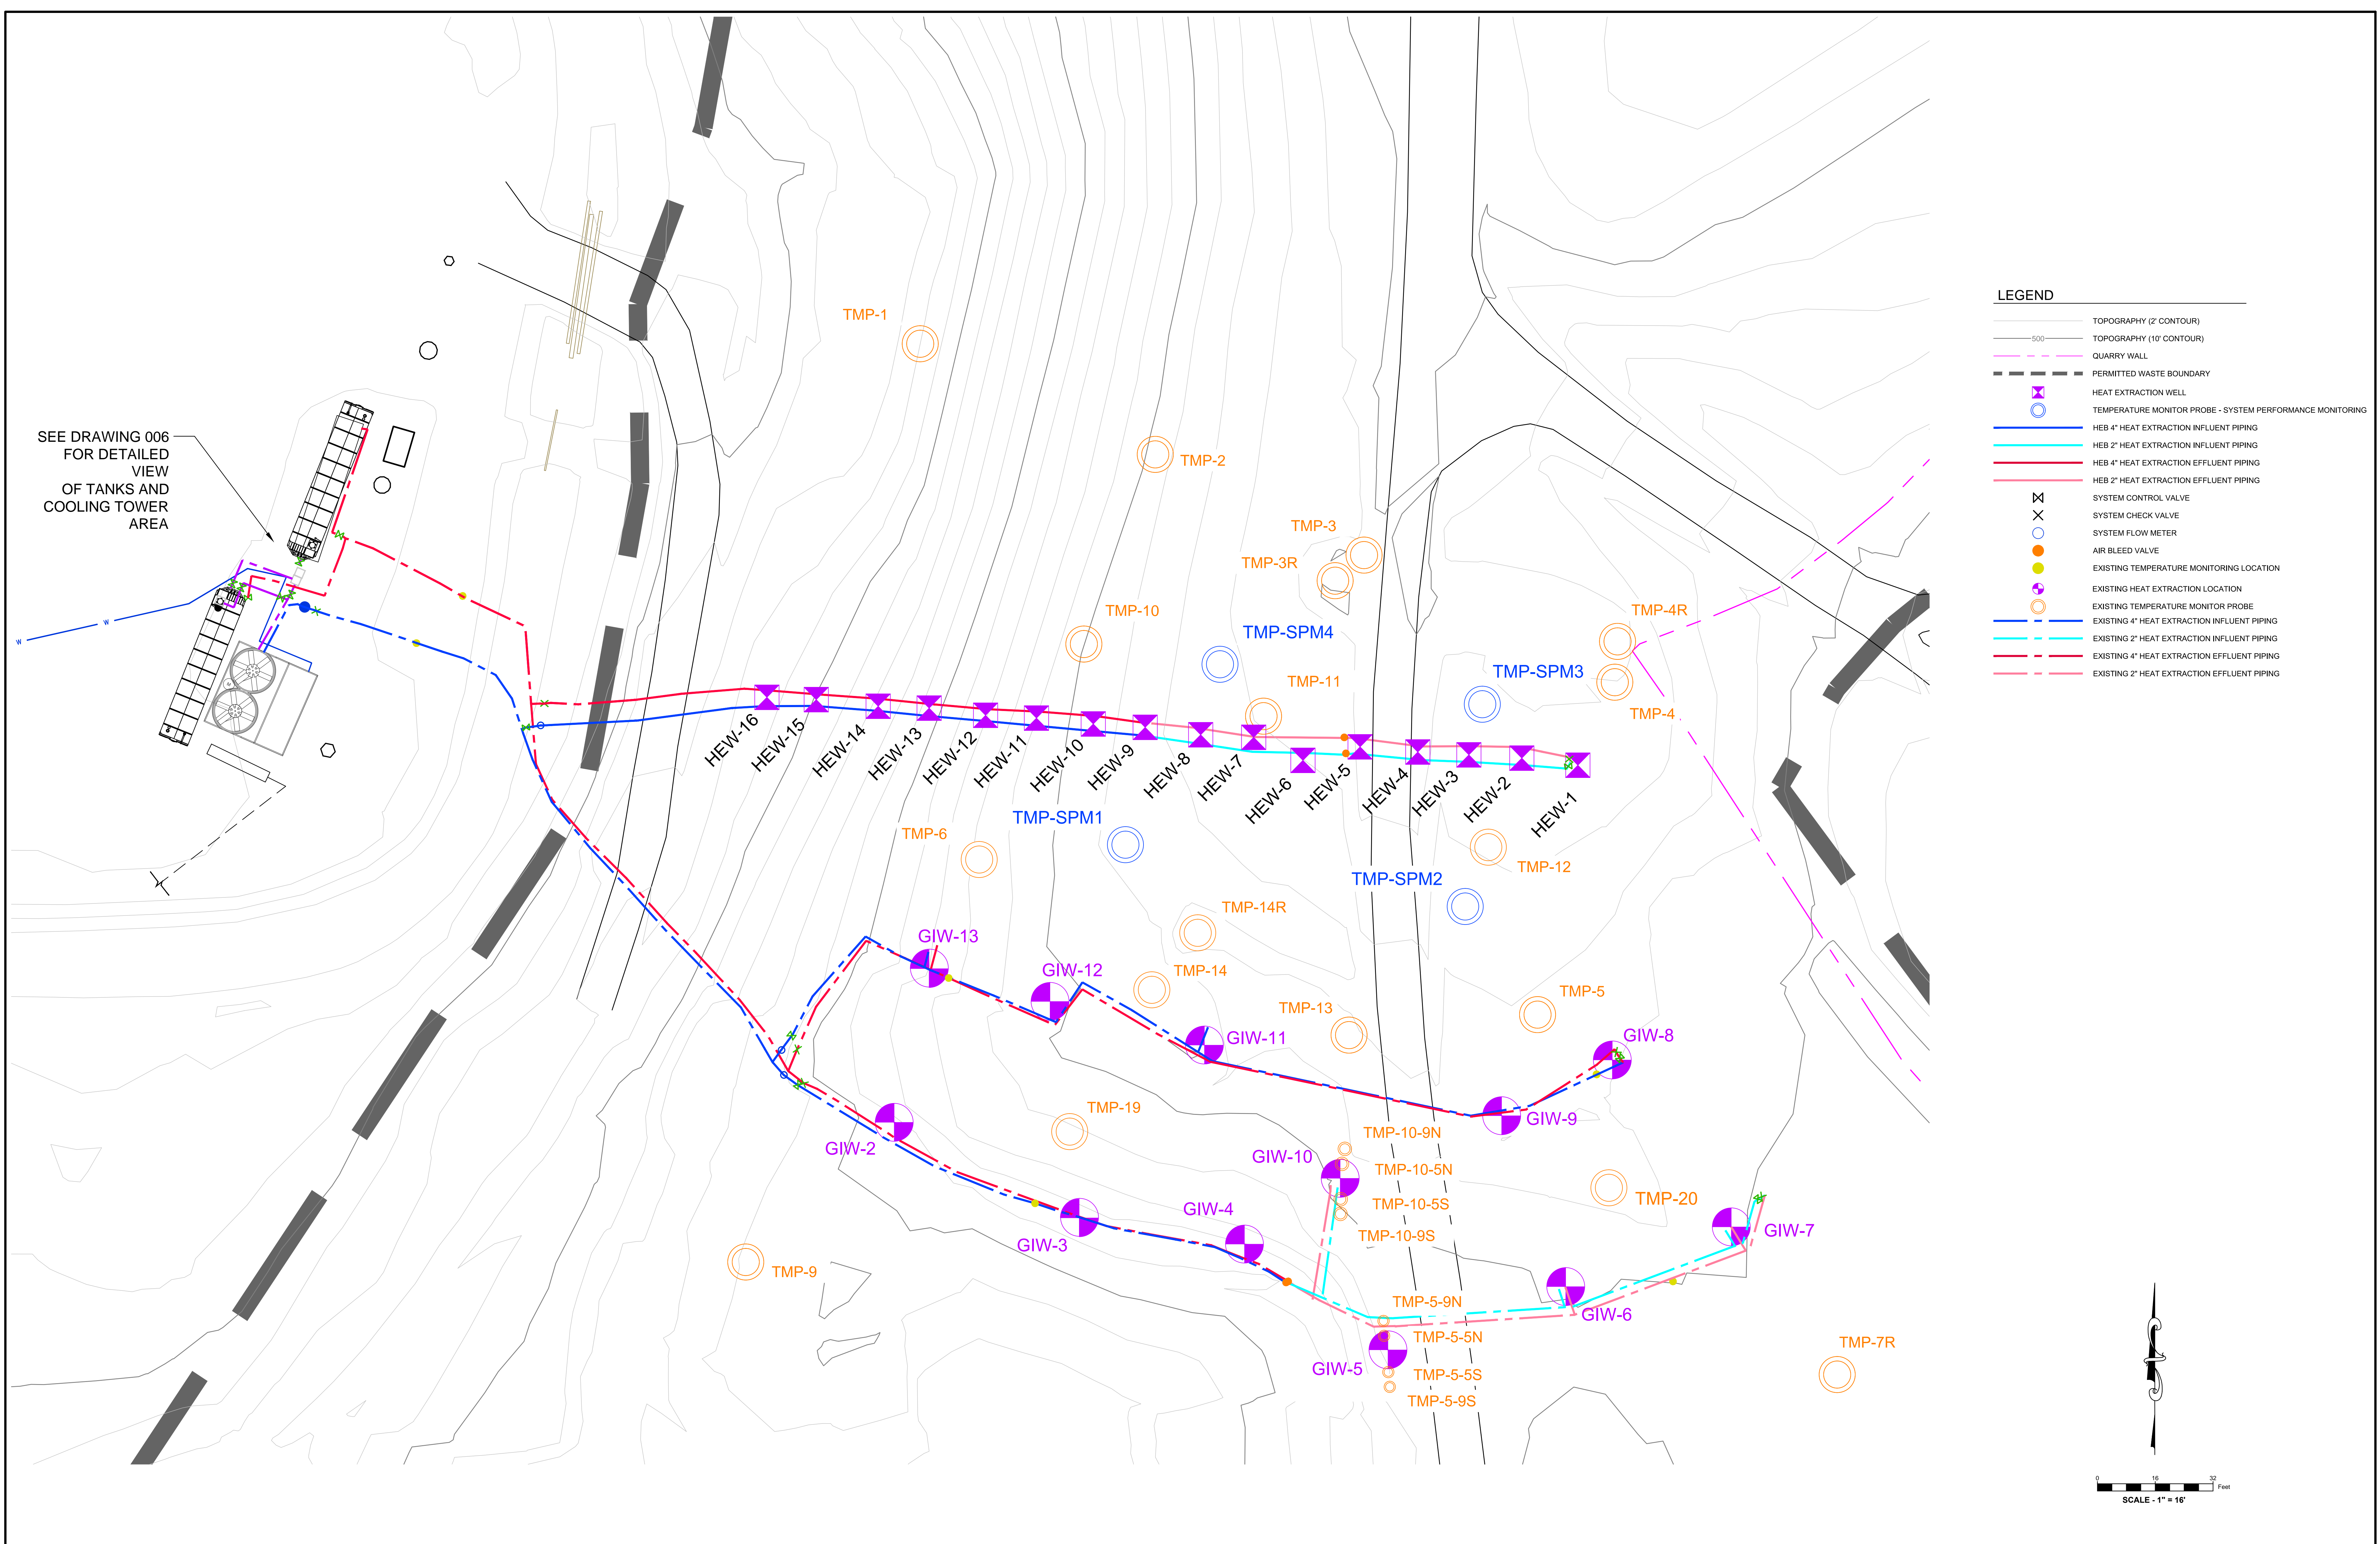 TMP-1
TMP-2
SEE DRAWING 006
FOR DETAILED
VIEW
OF TANKS AND
COOLING TOWER
AREA
TMP-3
TMP-3R
TMP-10
TMP-4R
TMP-SPM4
TMP-SPM3
TMP-11
TMP-4
W
W
HEW-16
HEW-15
HEW-14
HEW-13
HEW-12
HEW-11
HEW-10
HEW-9
HEW-8
HEW-7
HEW-6
HEW-5
HEW-4
HEW-3
HEW-2
HEW-1
TMP-SPM1
TMP-6
TMP-12
TMP-SPM2
TMP-14R
GIW-13
GIW-12
TMP-14
TMP-13
TMP-5
GIW-11
GIW-8
TMP-19
GIW-9
GIW-2
TMP-10-9N
GIW-10
TMP-10-5N
TMP-10-5S
TMP-20
GIW-4
GIW-3
TMP-10-9S
GIW-7
TMP-9
TMP-5-9N
GIW-6
TMP-5-5N
TMP-7R
GIW-5
TMP-5-5S
TMP-5-9S
LEGEND
TOPOGRAPHY (2' CONTOUR)
500 TOPOGRAPHY (10' CONTOUR)
QUARRY WALL
PERMITTED WASTE BOUNDARY
HEAT EXTRACTION WELL
TEMPERATURE MONITOR PROBE - SYSTEM PERFORMANCE MONITORING
HEB 4" HEAT EXTRACTION INFLUENT PIPING
HEB 2" HEAT EXTRACTION INFLUENT PIPING
HEB 4" HEAT EXTRACTION EFFLUENT PIPING
HEB 2" HEAT EXTRACTION EFFLUENT PIPING
SYSTEM CONTROL VALVE
SYSTEM CHECK VALVE
SYSTEM FLOW METER
AIR BLEED VALVE
EXISTING TEMPERATURE MONITORING LOCATION
EXISTING HEAT EXTRACTION LOCATION
EXISTING TEMPERATURE MONITOR PROBE
EXISTING 4" HEAT EXTRACTION INFLUENT PIPING
EXISTING 2" HEAT EXTRACTION INFLUENT PIPING
EXISTING 4" HEAT EXTRACTION EFFLUENT PIPING
EXISTING 2" HEAT EXTRACTION EFFLUENT PIPING
0 16 32
Feet
SCALE - 1" = 16'